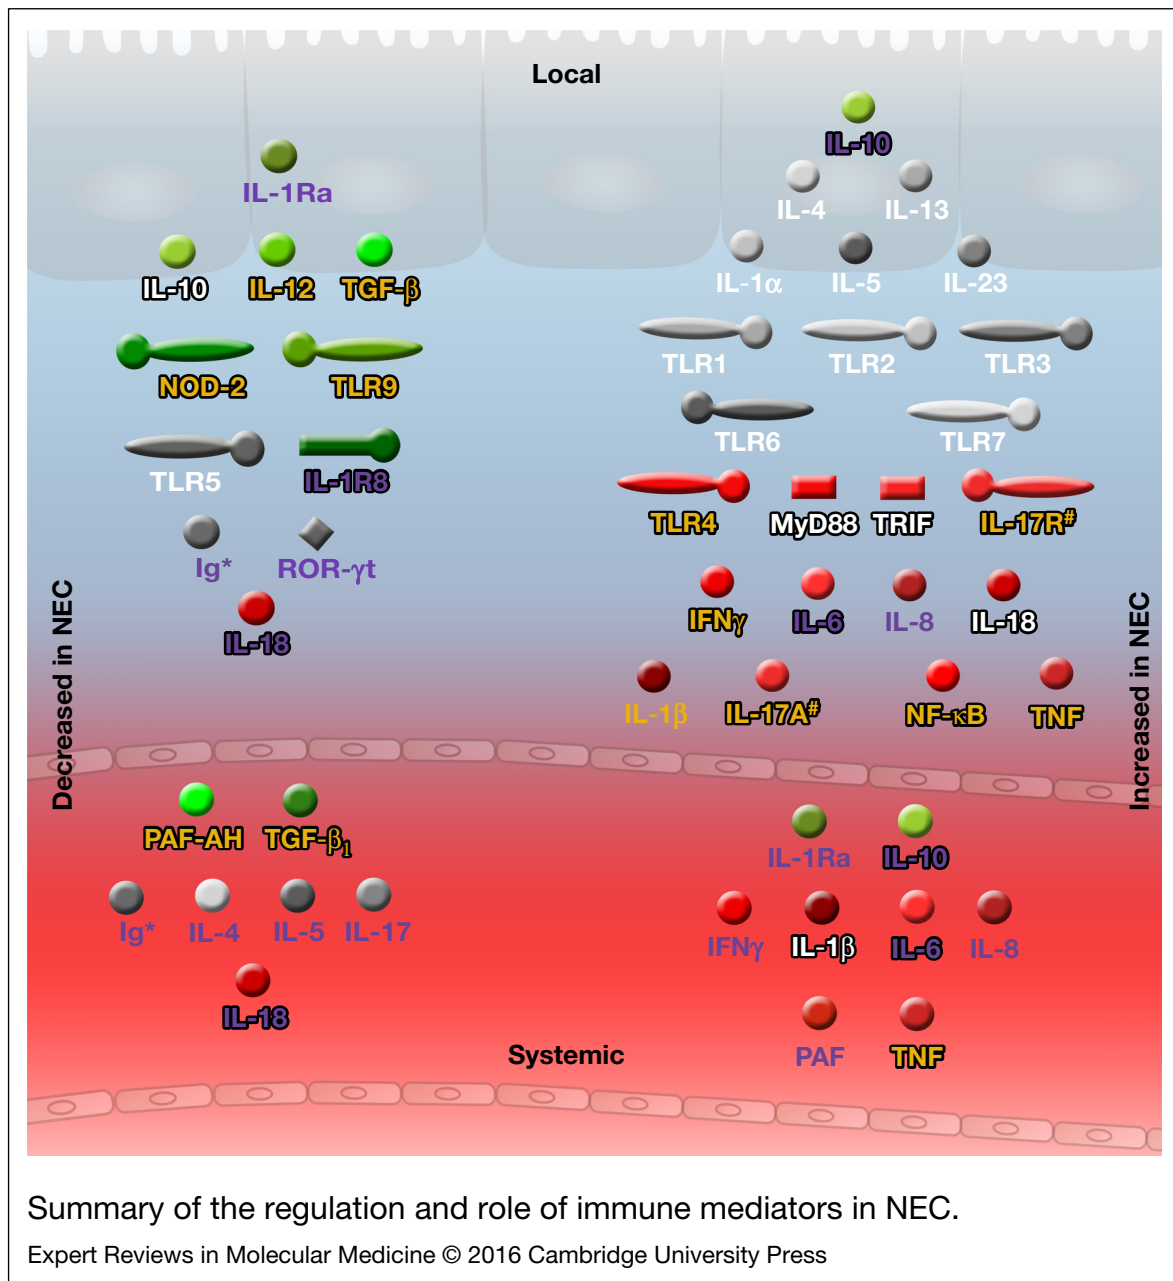 Local
IL-1Ra
IL-10 IL-12 TGF-β
NOD-2 TLR9
TLR5 IL-1R8
Ig* ROR-γt
IL-18
Decreased in NEC
IL-10
IL-4 IL-13
IL-1α IL-5 IL-23
TLR1 TLR2 TLR3
TLR6 TLR7
TLR4 MyD88 TRIF IL-17R#
IFNγ IL-6 IL-8 IL-18
IL-1β IL-17A# NF-κB TNF
Increased in NEC
PAF-AH TGF-β1
Ig* IL-4 IL-5 IL-17
IL-18
IL-1Ra IL-10
IFNγ IL-1β IL-6 IL-8
PAF TNF
Systemic
Summary of the regulation and role of immune mediators in NEC.
Expert Reviews in Molecular Medicine © 2016 Cambridge University Press